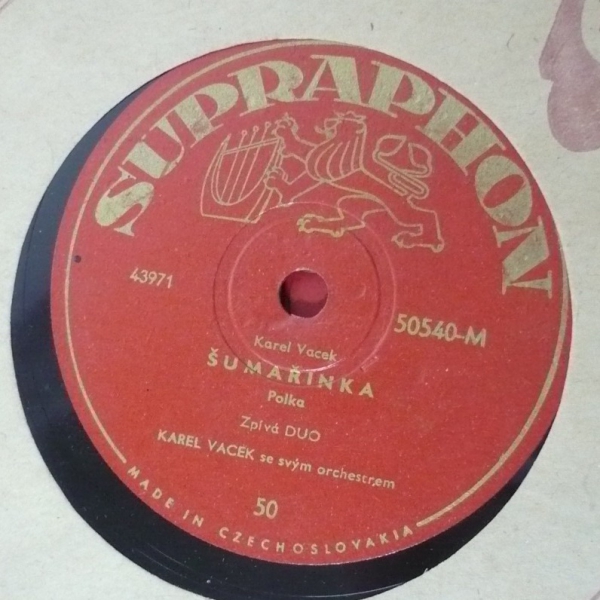 SUPRAPHON
43971
50540-M
Karel Vacek
ŠUMAŘINKA
Polka
Zpívá DUO
KAREL VACEK se svým orchestrem
50
MADE IN CZECHOSLOVAKIA